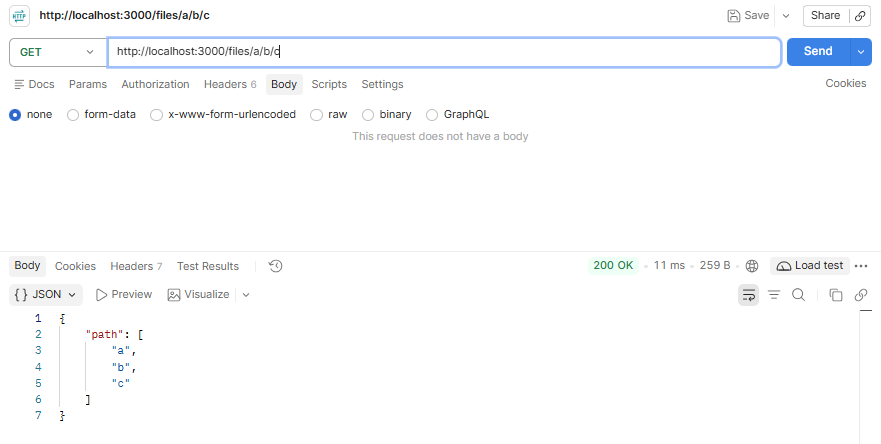 HTTP http://localhost:3000/files/a/b/c Save Share
GET http://localhost:3000/files/a/b/c Send
Docs Params Authorization Headers 6 Body Scripts Settings Cookies
none form-data x-www-form-urlencoded raw binary GraphQL
This request does not have a body
Body Cookies Headers 7 Test Results 200 OK • 11 ms • 259 B • Load test
{} JSON Preview Visualize
1 {
2 "path": [
3 "a",
4 "b",
5 "c"
6 ]
7 }